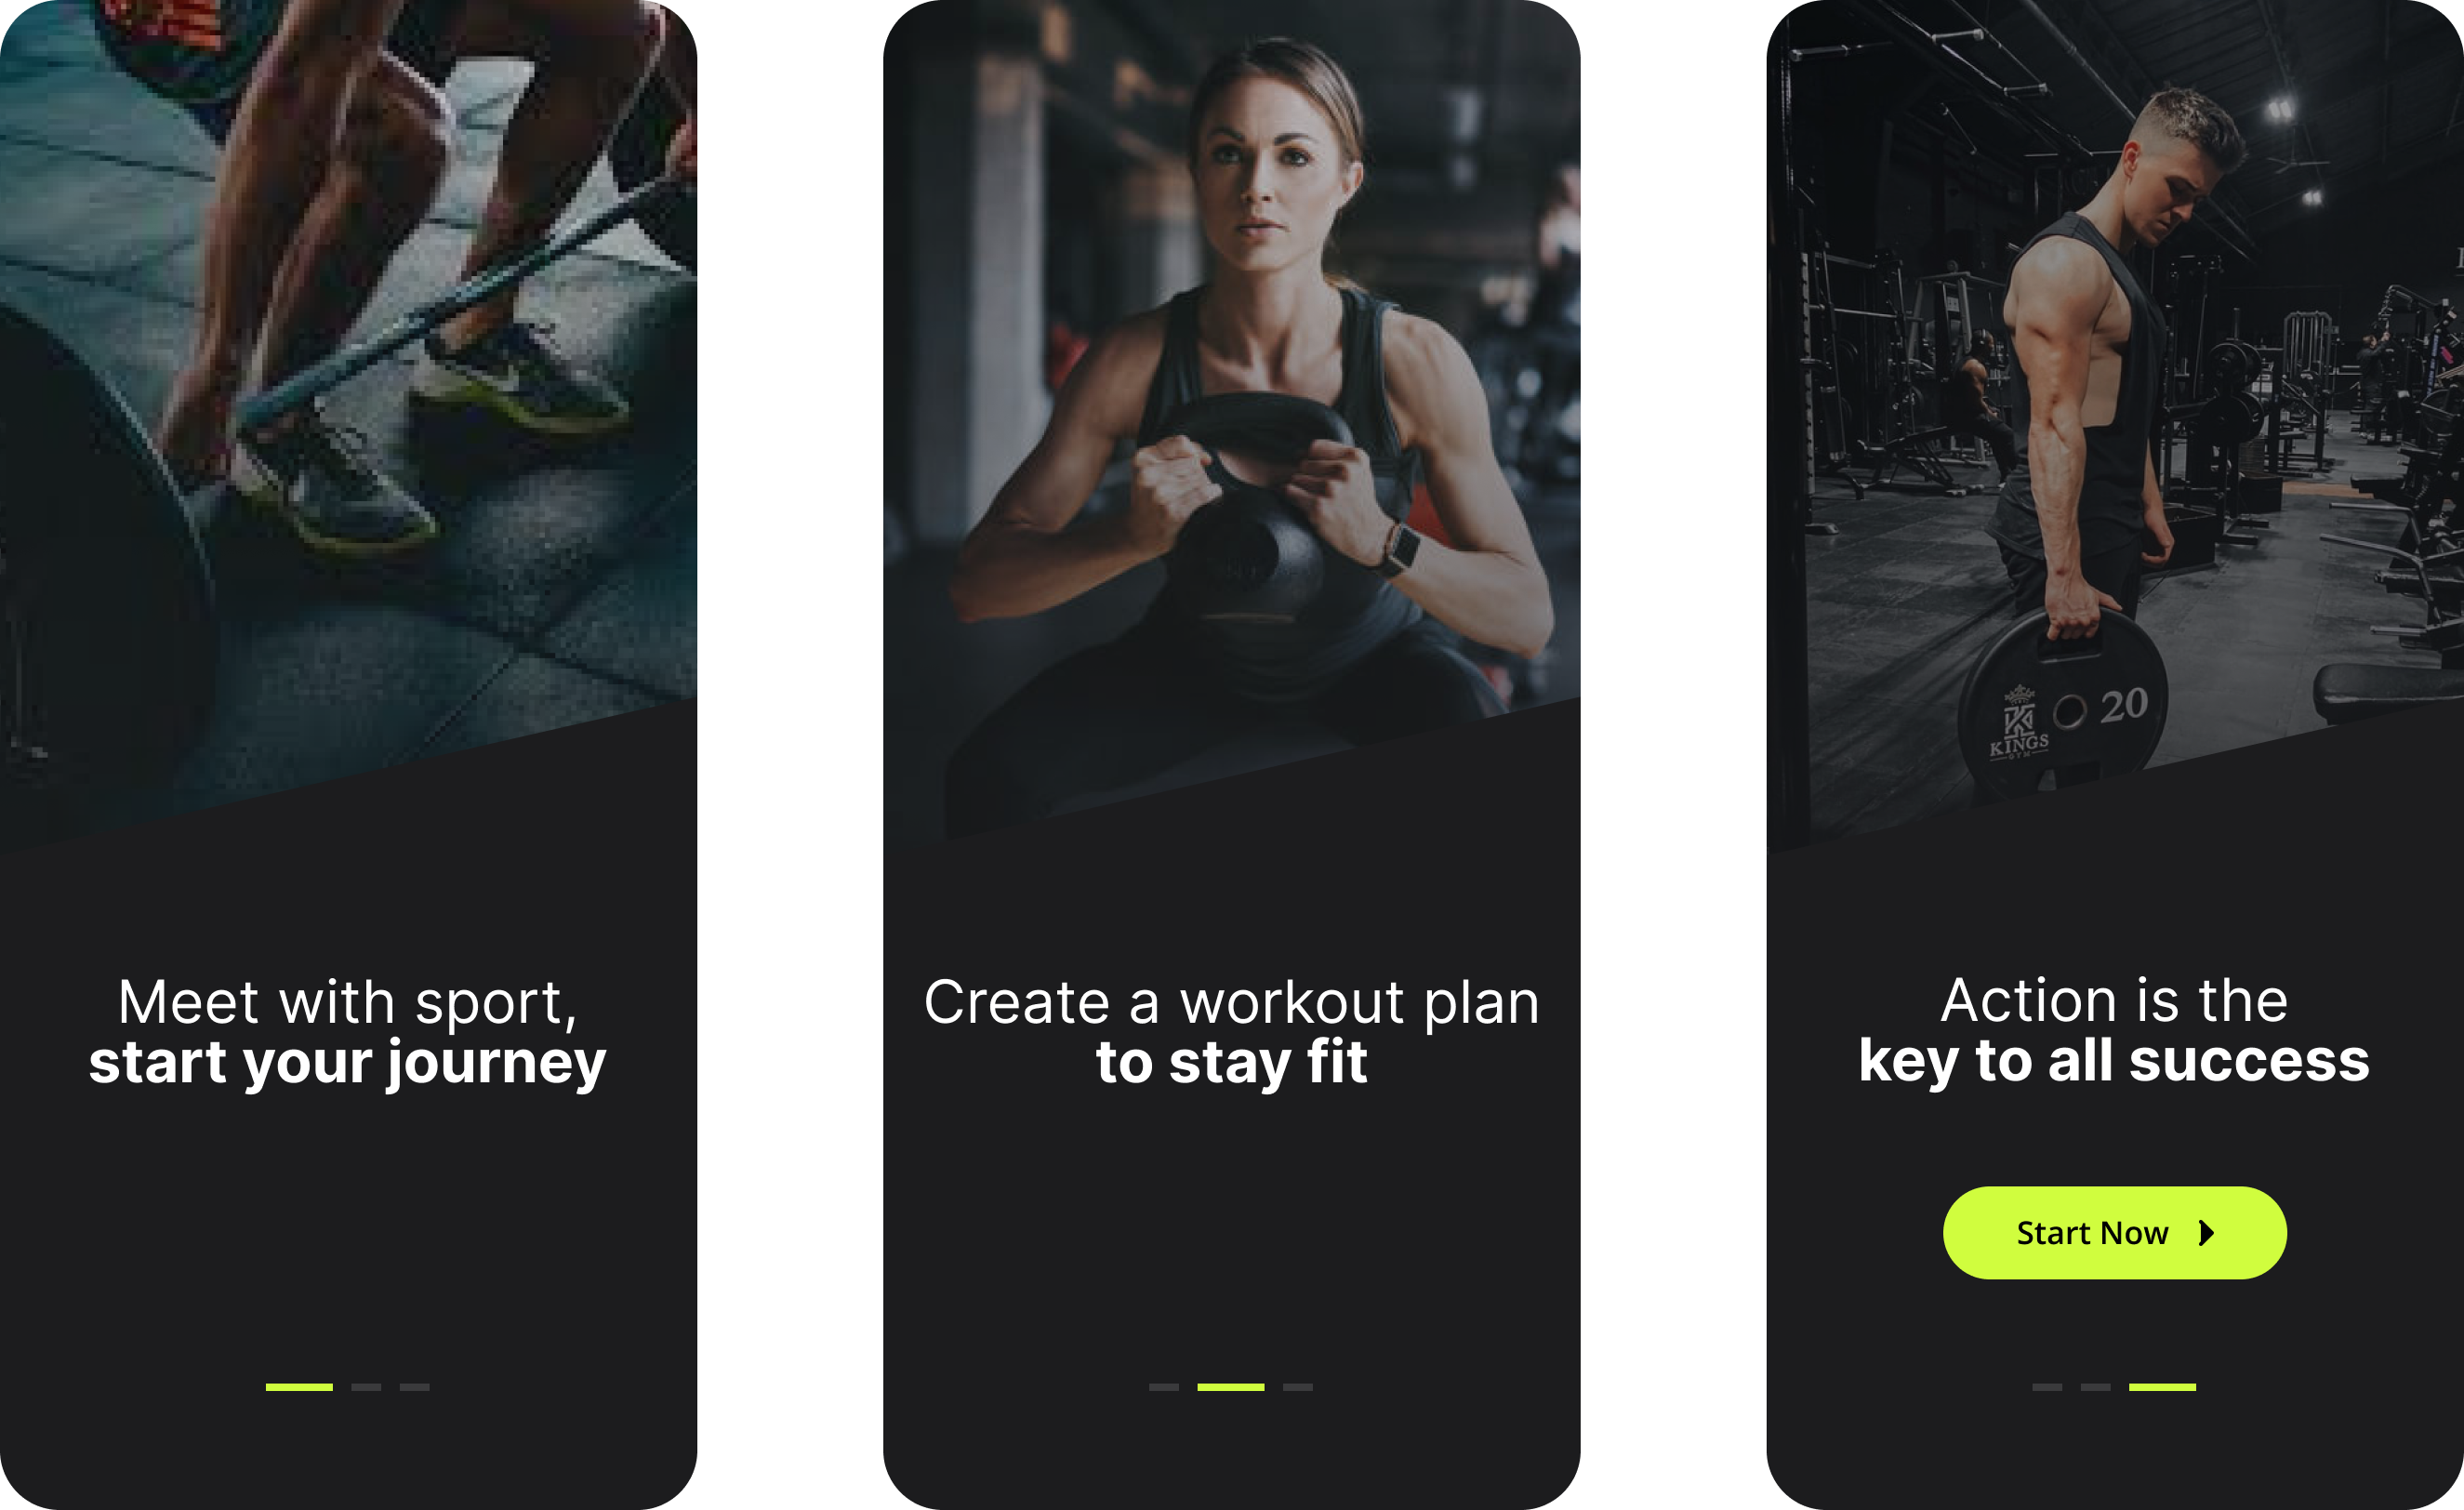 Meet with sport,
start your journey
Create a workout plan
to stay fit
KINGS
GYM
20
Action is the
key to all success
Start Now